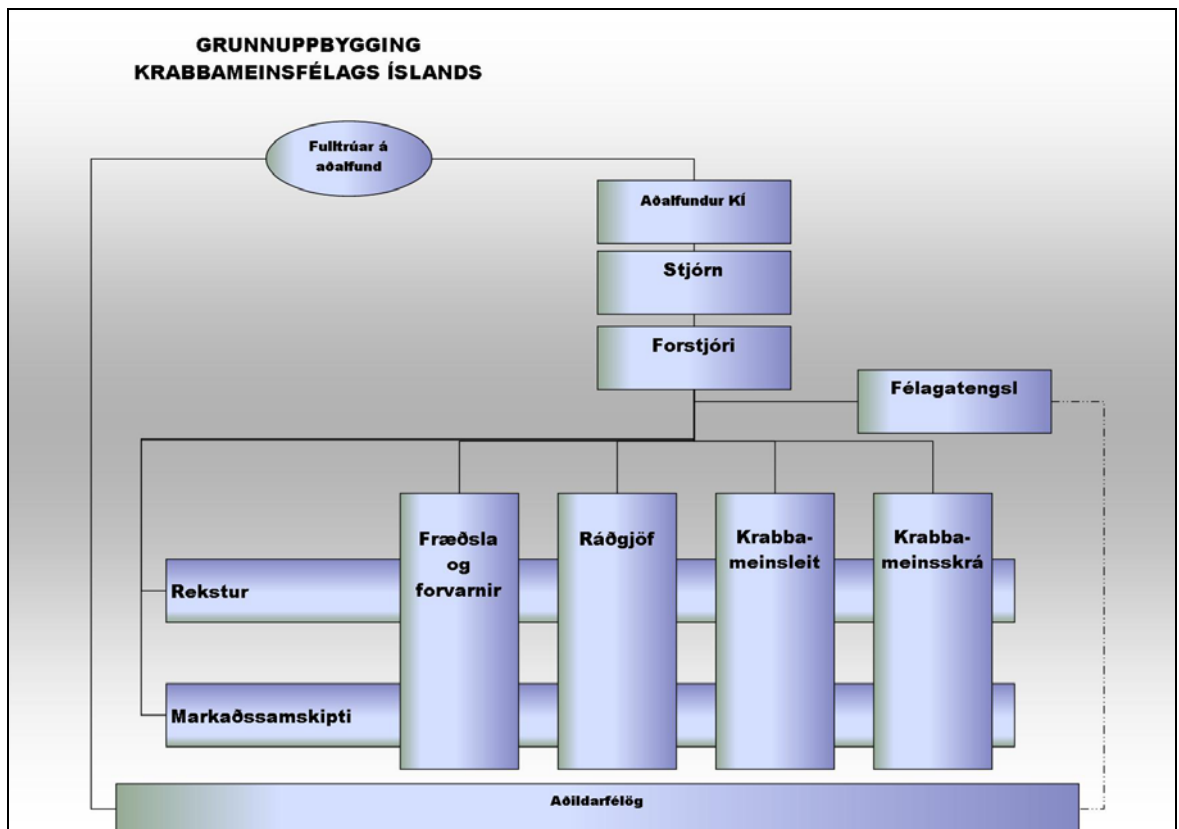 GRUNNUPPBYGGING
KRABBAMEINSFÉLAGS ÍSLANDS
Fulltrúar á
aðalfund
Aðalfundur KÍ
Stjórn
Forstjóri
Félagatengsl
Fræðsla
og
forvarnir
Ráðgjöf
Krabba-
meinsleit
Krabba-
meinsskrá
Rekstur
Markaðssamskipti
Aðildarfélög